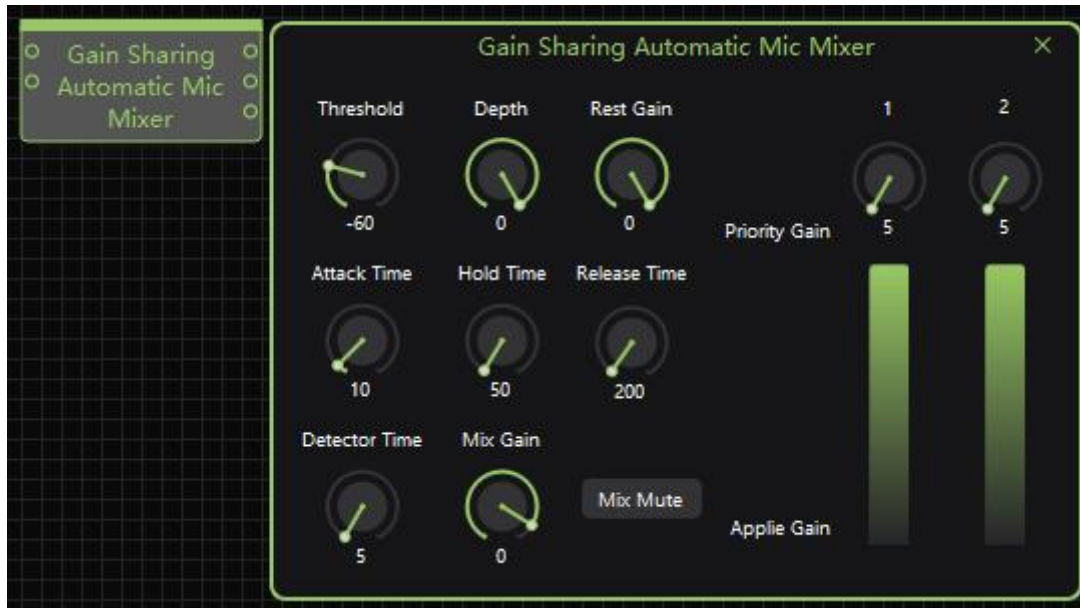 Gain Sharing
Automatic Mic
Mixer
Gain Sharing Automatic Mic Mixer ×
Threshold Depth Rest Gain 1 2
-60 0 0 Priority Gain 5 5
Attack Time Hold Time Release Time
10 50 200
Detector Time Mix Gain
Mix Mute
Applie Gain
5 0